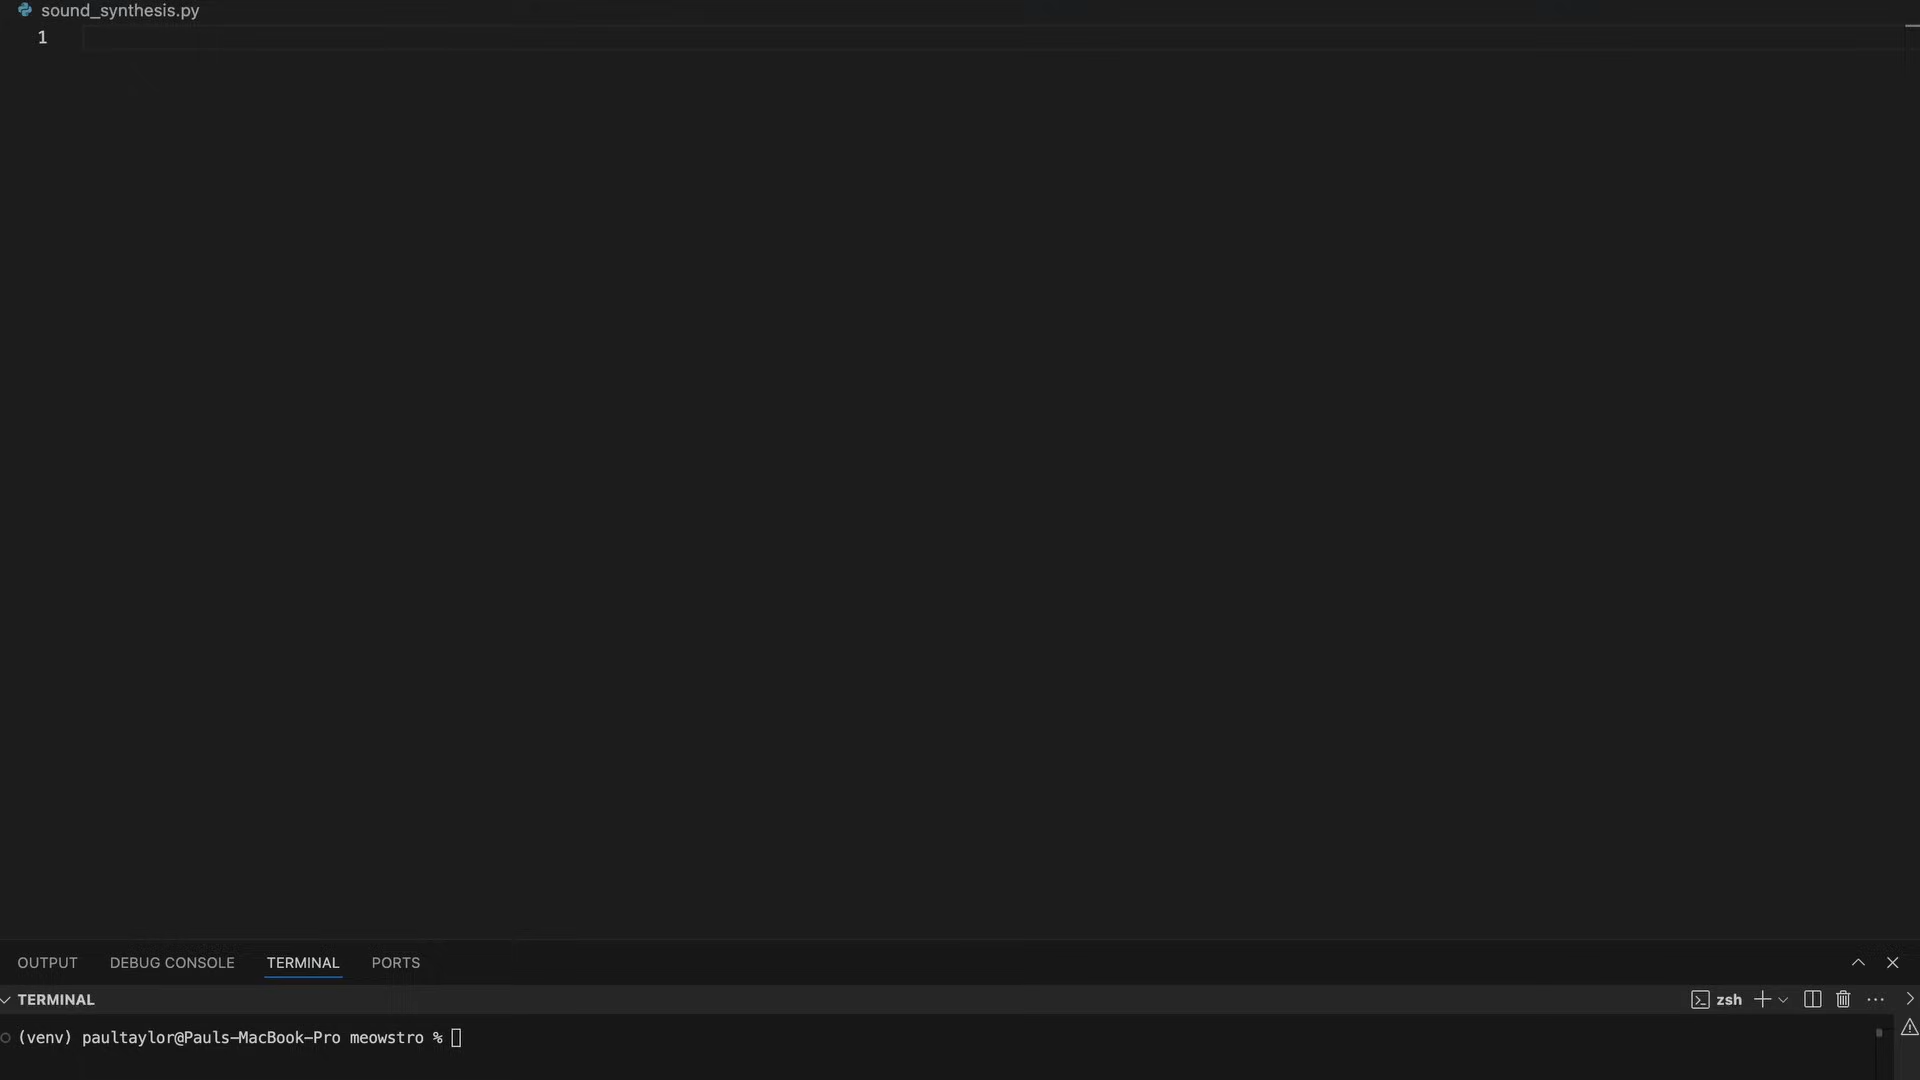 sound_synthesis.py
1
OUTPUT DEBUG CONSOLE TERMINAL PORTS
TERMINAL
zsh
(venv) paultaylor@Pauls-MacBook-Pro meowstro %